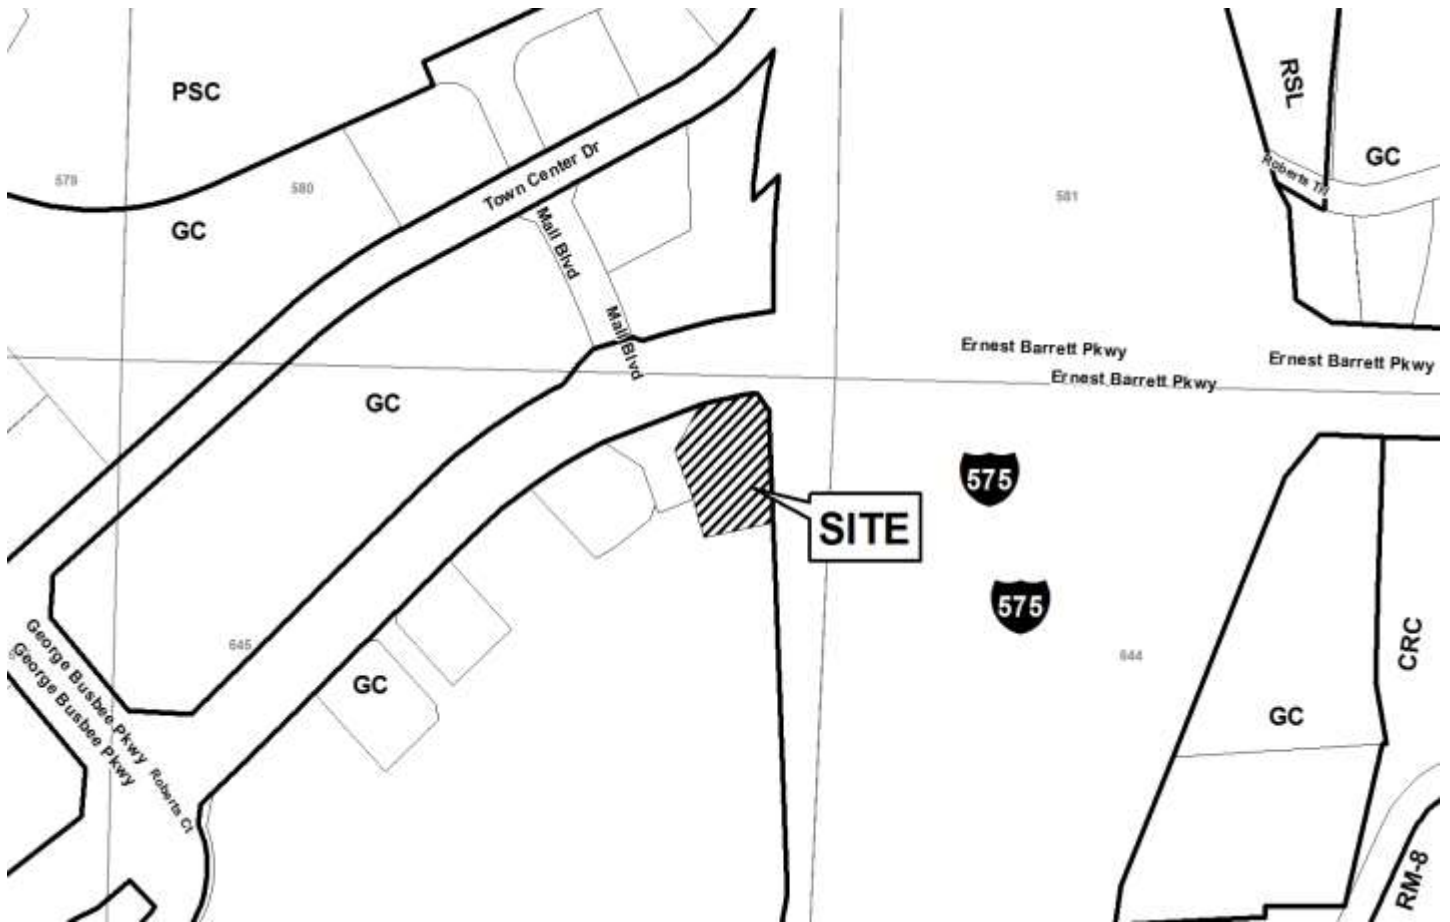 RSL
PSC
GC
Roberts Trl
Town Center Dr
579
580
581
GC
Mall Blvd
Mall Blvd
Ernest Barrett Pkwy
Ernest Barrett Pkwy
Ernest Barrett Pkwy
GC
575
SITE
575
George Busbee Pkwy
George Busbee Pkwy
645
644
CRC
GC
GC
Roberts Ct
RM-8